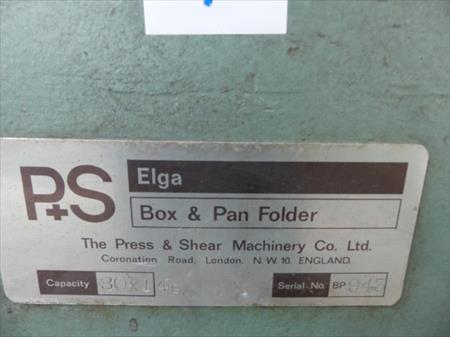 P+S
Elga
Box & Pan Folder
The Press & Shear Machinery Co. Ltd.
Coronation Road, London. N.W.10. ENGLAND.
Capacity Serial No. BP 943